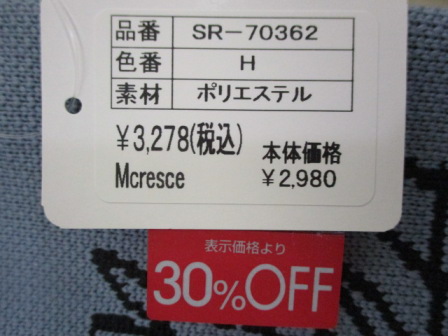 品番 SR-70362
色番 H
素材 ポリエステル
¥3,278(税込) 本体価格
Mcresce ¥2,980
表示価格より
30%OFF